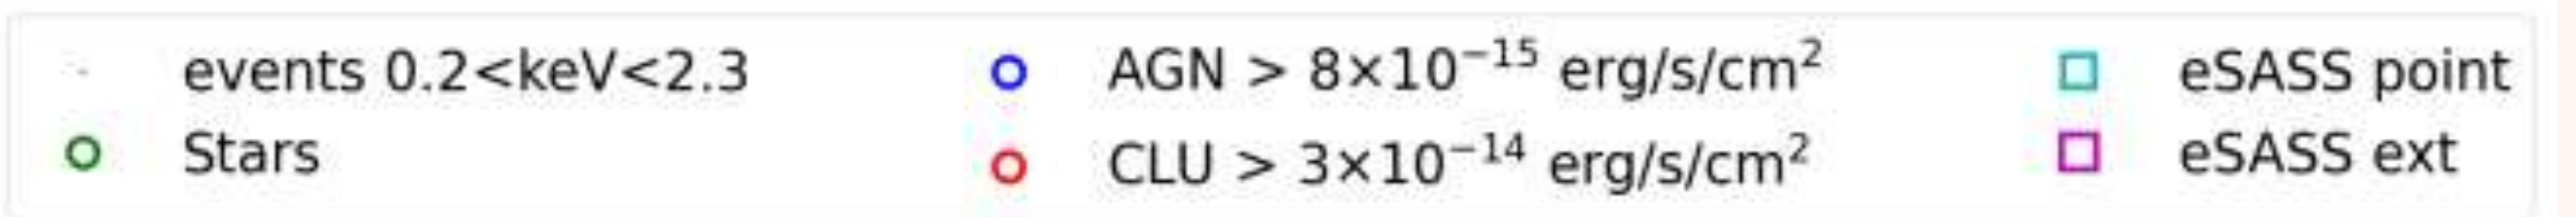 events 0.2<keV<2.3
Stars
AGN > 8×10⁻¹⁵ erg/s/cm²
CLU > 3×10⁻¹⁴ erg/s/cm²
eSASS point
eSASS ext